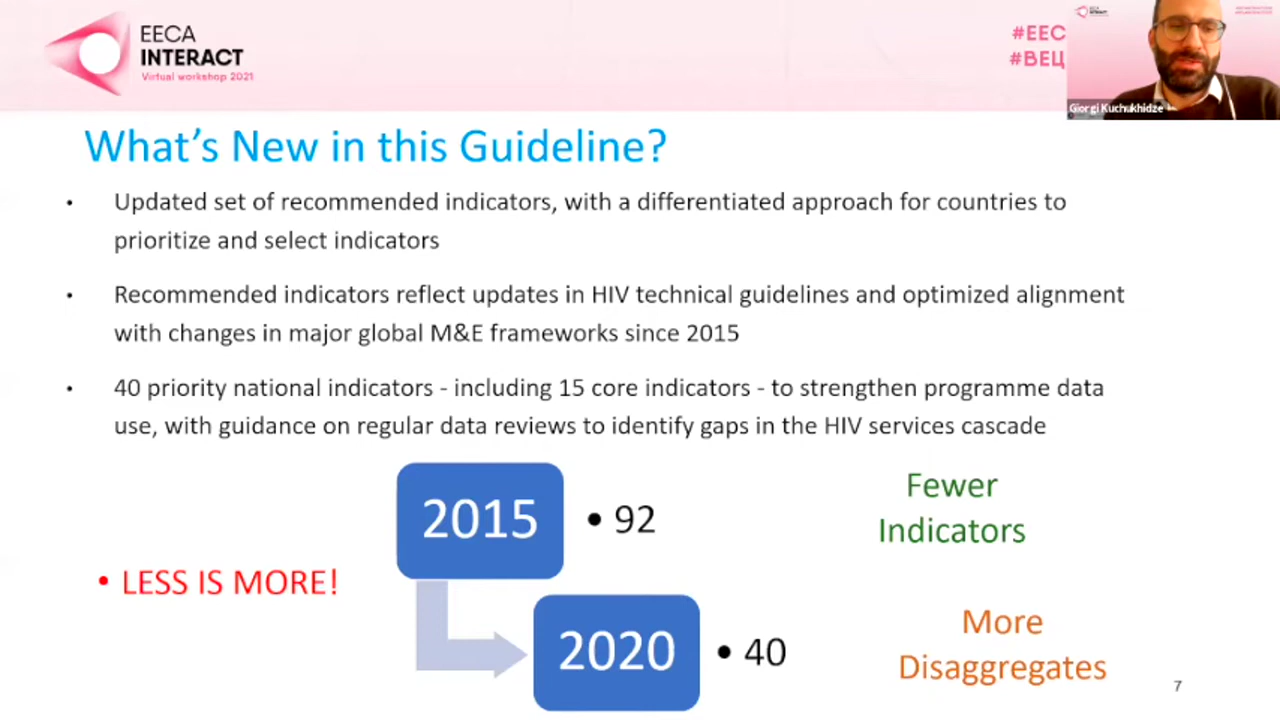 EECA
INTERACT
Virtual workshop 2021
#EEC
#ВЕЦ
Giorgi Kuchukhidze
What's New in this Guideline?
• Updated set of recommended indicators, with a differentiated approach for countries to
prioritize and select indicators
• Recommended indicators reflect updates in HIV technical guidelines and optimized alignment
with changes in major global M&E frameworks since 2015
• 40 priority national indicators - including 15 core indicators - to strengthen programme data
use, with guidance on regular data reviews to identify gaps in the HIV services cascade
2015
• 92
Fewer
Indicators
• LESS IS MORE!
2020
• 40
More
Disaggregates
7